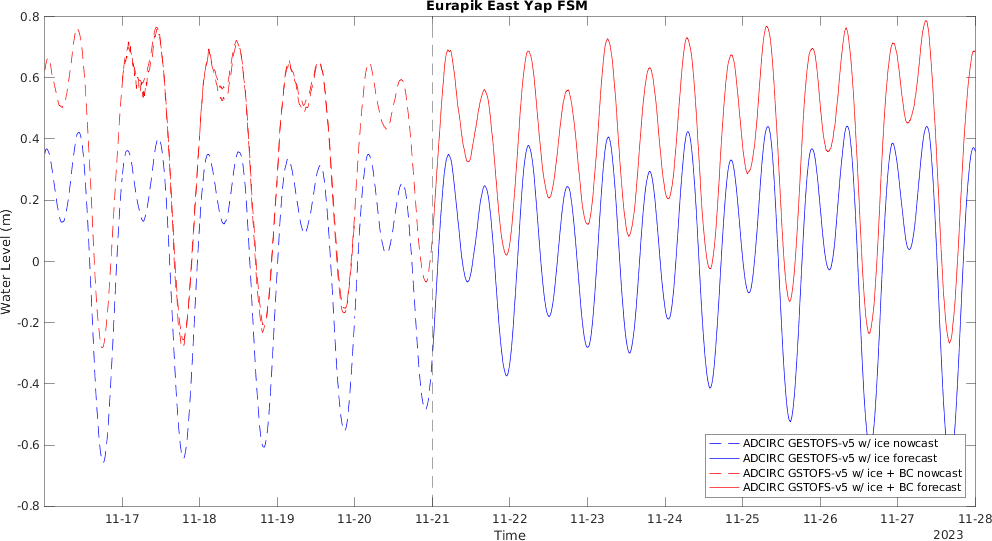 Eurapik East Yap FSM
0.8
0.6
0.4
0.2
0
-0.2
-0.4
-0.6
-0.8
Water Level (m)
11-17 11-18 11-19 11-20 11-21 11-22 11-23 11-24 11-25 11-26 11-27 11-28
Time
2023
ADCIRC GESTOFS-v5 w/ ice nowcast
ADCIRC GESTOFS-v5 w/ ice forecast
ADCIRC GSTOFS-v5 w/ ice + BC nowcast
ADCIRC GSTOFS-v5 w/ ice + BC forecast